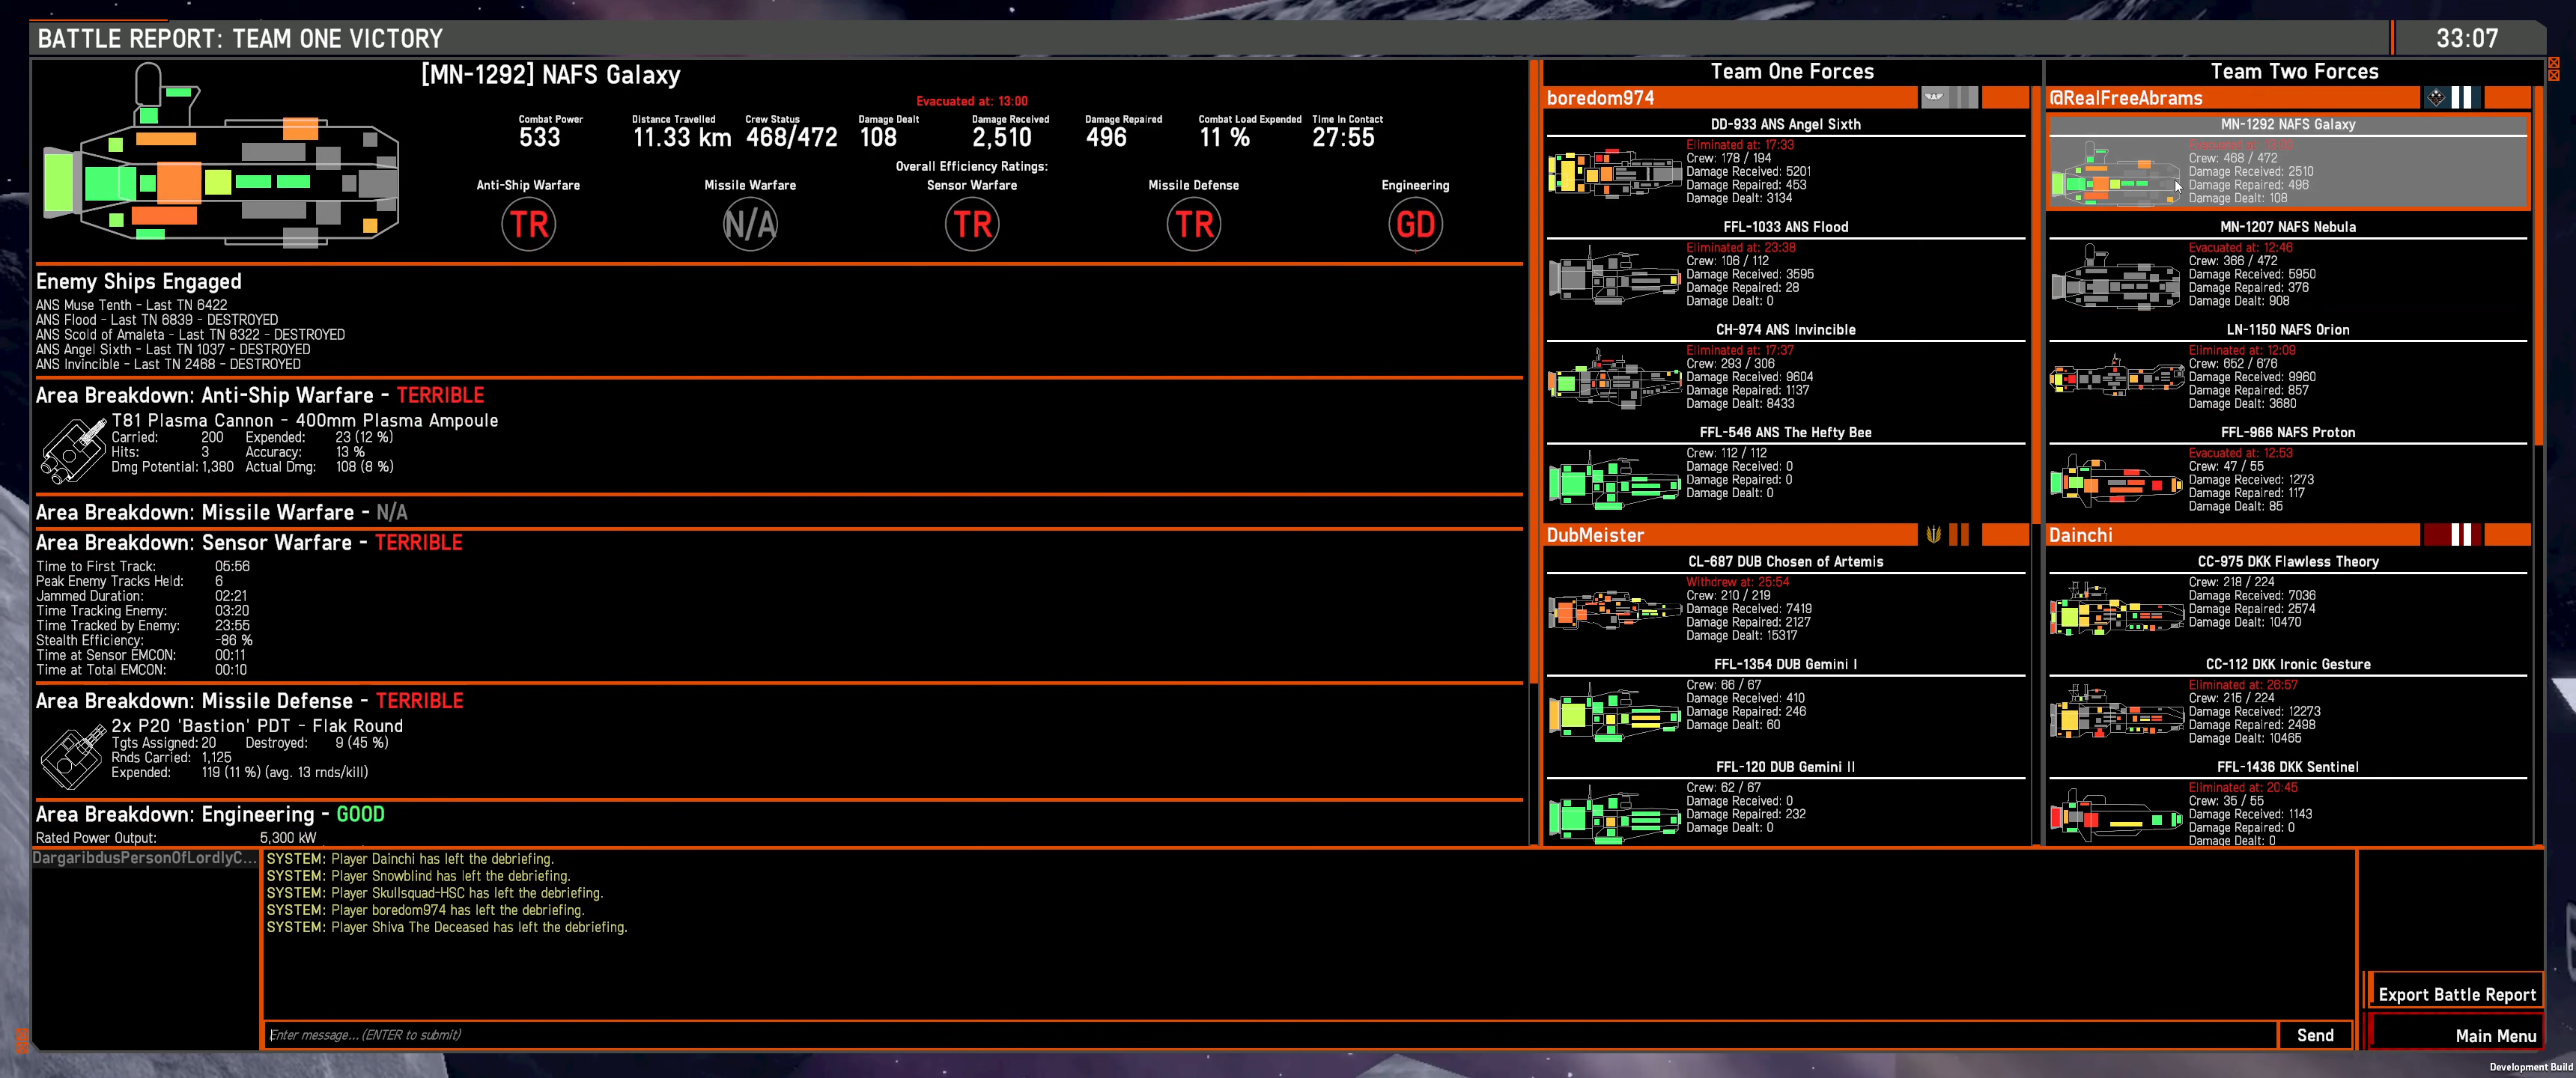 BATTLE REPORT: TEAM ONE VICTORY
33:07
[MN-1292] NAFS Galaxy
Evacuated at: 13:00
Combat Power Distance Travelled Crew Status Damage Dealt Damage Received Damage Repaired Combat Load Expended Time In Contact
533 11.33 km 468/472 108 2,510 496 11 % 27:55
Overall Efficiency Ratings:
Anti-Ship Warfare Missile Warfare Sensor Warfare Missile Defense Engineering
TR N/A TR TR GD
Enemy Ships Engaged
ANS Muse Tenth - Last TN 6422
ANS Flood - Last TN 6839 - DESTROYED
ANS Scold of Amaleta - Last TN 6322 - DESTROYED
ANS Angel Sixth - Last TN 1037 - DESTROYED
ANS Invincible - Last TN 2468 - DESTROYED
Area Breakdown: Anti-Ship Warfare - TERRIBLE
T81 Plasma Cannon - 400mm Plasma Ampoule
Carried: 200 Expended: 23 (12 %)
Hits: 3 Accuracy: 13 %
Dmg Potential: 1,380 Actual Dmg: 108 (8 %)
Area Breakdown: Missile Warfare - N/A
Area Breakdown: Sensor Warfare - TERRIBLE
Time to First Track: 05:56
Peak Enemy Tracks Held: 6
Jammed Duration: 02:21
Time Tracking Enemy: 03:20
Time Tracked by Enemy: 23:55
Stealth Efficiency: -86 %
Time at Sensor EMCON: 00:11
Time at Total EMCON: 00:10
Area Breakdown: Missile Defense - TERRIBLE
2x P20 'Bastion' PDT - Flak Round
Tgts Assigned: 20 Destroyed: 9 (45 %)
Rnds Carried: 1,125
Expended: 119 (11 %) (avg. 13 rnds/kill)
Area Breakdown: Engineering - GOOD
Rated Power Output: 5,300 kW
Team One Forces
boredom974
DD-933 ANS Angel Sixth
Eliminated at: 17:33
Crew: 178 / 194
Damage Received: 5201
Damage Repaired: 453
Damage Dealt: 3134
FFL-1033 ANS Flood
Eliminated at: 23:38
Crew: 106 / 112
Damage Received: 3595
Damage Repaired: 28
Damage Dealt: 0
CH-974 ANS Invincible
Eliminated at: 17:37
Crew: 293 / 306
Damage Received: 9604
Damage Repaired: 1137
Damage Dealt: 8433
FFL-546 ANS The Hefty Bee
Crew: 112 / 112
Damage Received: 0
Damage Repaired: 0
Damage Dealt: 0
DubMeister
CL-687 DUB Chosen of Artemis
Withdrew at: 25:54
Crew: 210 / 219
Damage Received: 7419
Damage Repaired: 2127
Damage Dealt: 15317
FFL-1354 DUB Gemini I
Crew: 66 / 67
Damage Received: 410
Damage Repaired: 246
Damage Dealt: 60
FFL-120 DUB Gemini II
Crew: 62 / 67
Damage Received: 0
Damage Repaired: 232
Damage Dealt: 0
Team Two Forces
@RealFreeAbrams
MN-1292 NAFS Galaxy
Evacuated at: 13:00
Crew: 468 / 472
Damage Received: 2510
Damage Repaired: 496
Damage Dealt: 108
MN-1207 NAFS Nebula
Evacuated at: 12:46
Crew: 366 / 472
Damage Received: 5950
Damage Repaired: 376
Damage Dealt: 908
LN-1150 NAFS Orion
Eliminated at: 12:09
Crew: 652 / 676
Damage Received: 9960
Damage Repaired: 857
Damage Dealt: 3680
FFL-966 NAFS Proton
Evacuated at: 12:53
Crew: 47 / 55
Damage Received: 1273
Damage Repaired: 117
Damage Dealt: 85
Dainchi
CC-975 DKK Flawless Theory
Crew: 218 / 224
Damage Received: 7036
Damage Repaired: 2574
Damage Dealt: 10470
CC-112 DKK Ironic Gesture
Eliminated at: 26:57
Crew: 215 / 224
Damage Received: 12273
Damage Repaired: 2498
Damage Dealt: 10465
FFL-1436 DKK Sentinel
Eliminated at: 20:45
Crew: 35 / 55
Damage Received: 1143
Damage Repaired: 0
Damage Dealt: 0
DargaribdusPersonOfLordlyC...
SYSTEM: Player Dainchi has left the debriefing.
SYSTEM: Player Snowblind has left the debriefing.
SYSTEM: Player Skullsquad-HSC has left the debriefing.
SYSTEM: Player boredom974 has left the debriefing.
SYSTEM: Player Shiva The Deceased has left the debriefing.
Enter message... (ENTER to submit)
Send
Export Battle Report
Main Menu
Development Build